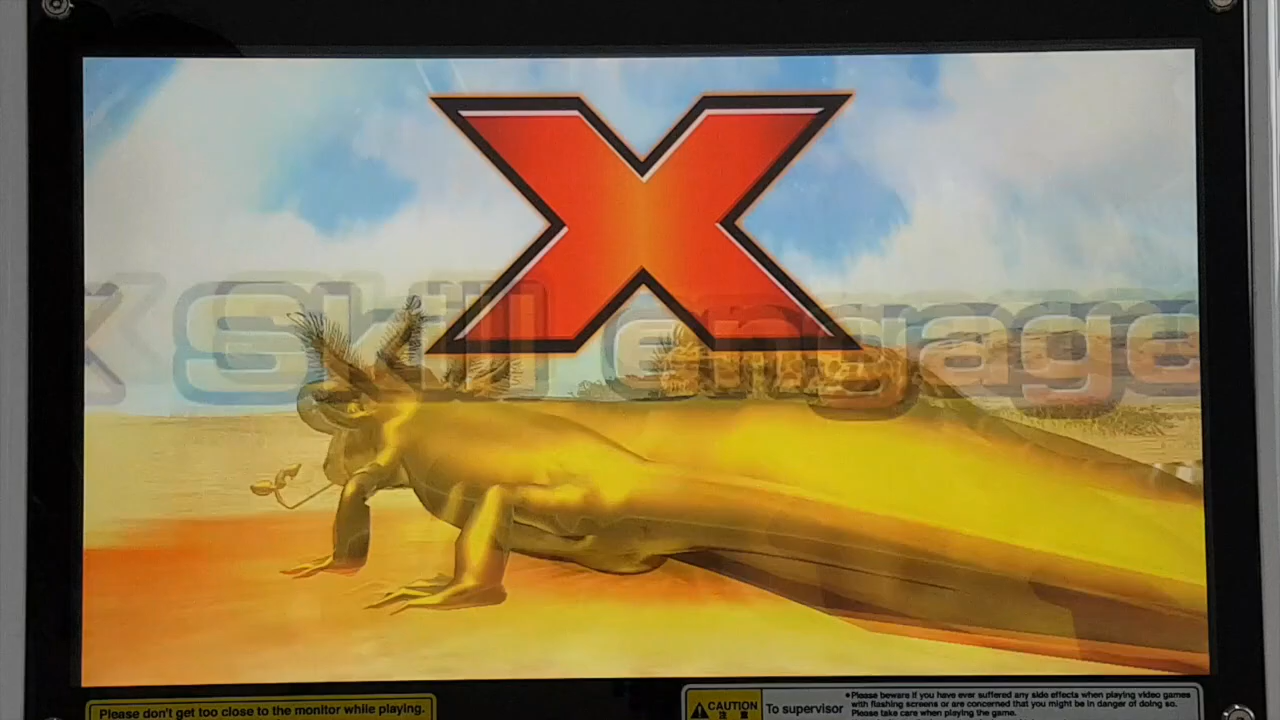 X
X Skill engage
Please don't get too close to the monitor while playing.
CAUTION
注 意
To supervisor
•Please beware if you have ever suffered any side effects when playing video games
with flashing screens or are concerned that you might be in danger of doing so.
Please take care when playing the game.